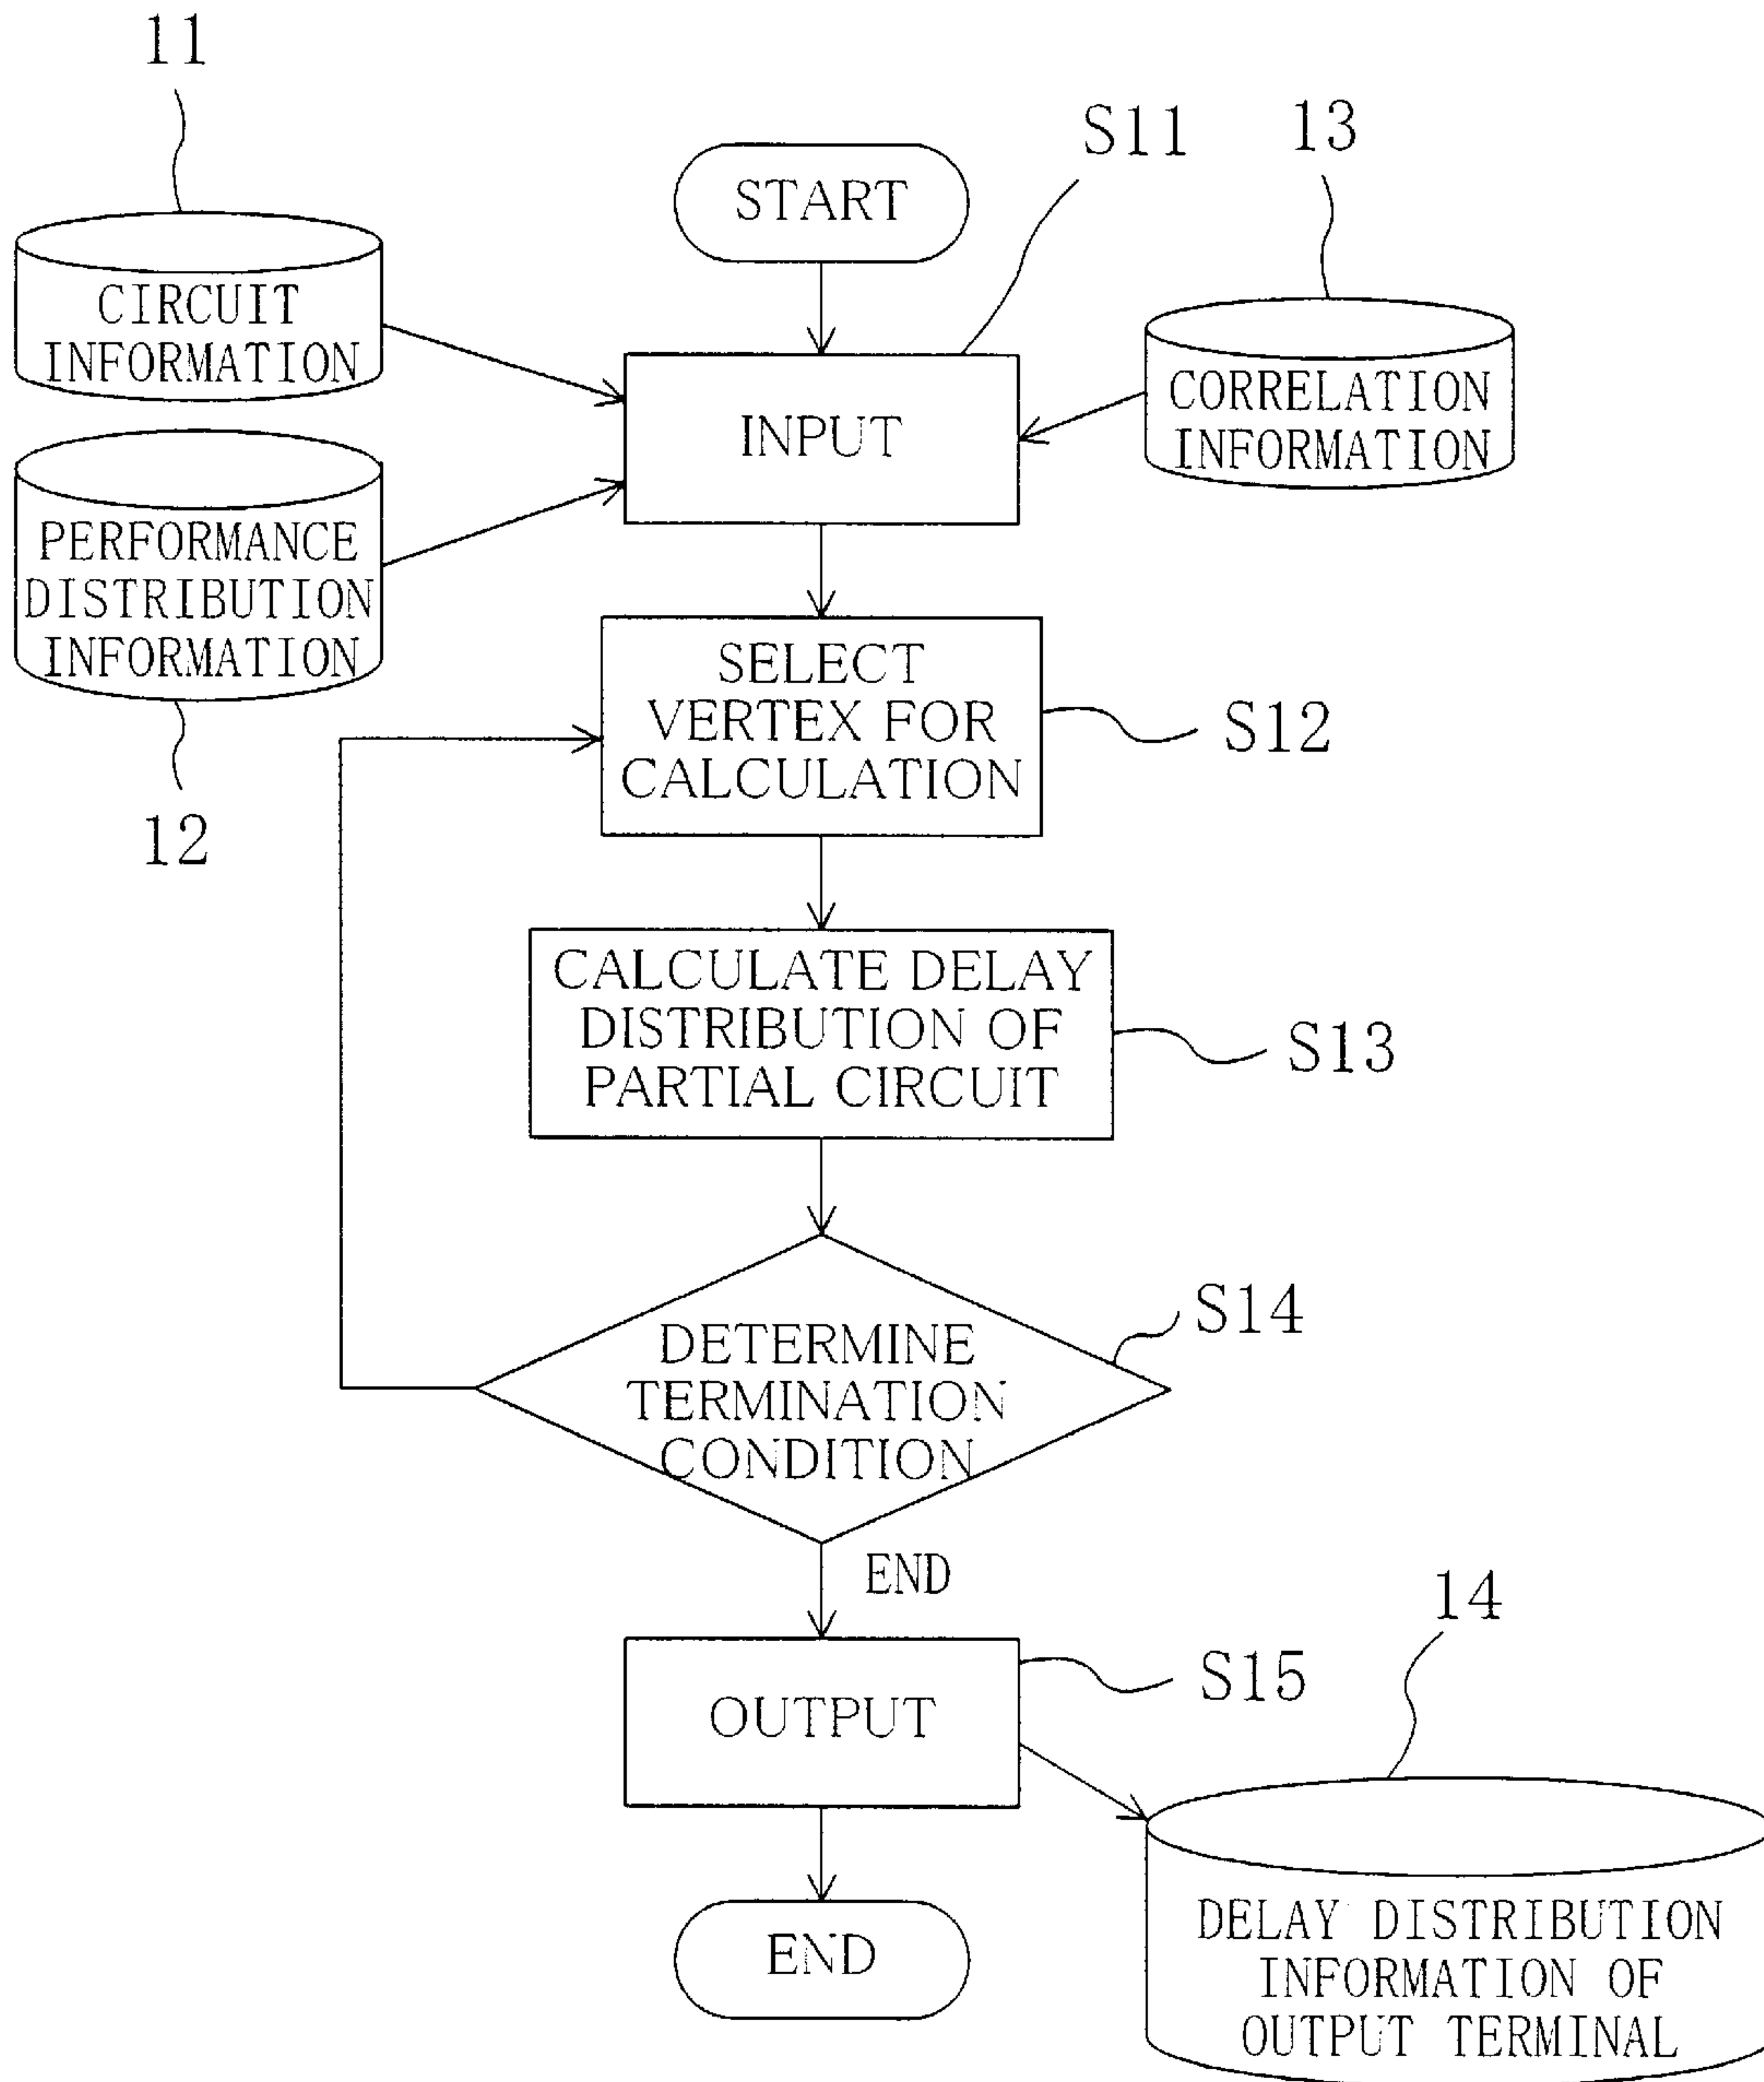 11
S11
13
START
CIRCUIT
INFORMATION
INPUT
CORRELATION
INFORMATION
PERFORMANCE
DISTRIBUTION
INFORMATION
12
SELECT
VERTEX FOR
CALCULATION
S12
CALCULATE DELAY
DISTRIBUTION OF
PARTIAL CIRCUIT
S13
DETERMINE
TERMINATION
CONDITION
S14
END
OUTPUT
S15
14
END
DELAY DISTRIBUTION
INFORMATION OF
OUTPUT TERMINAL